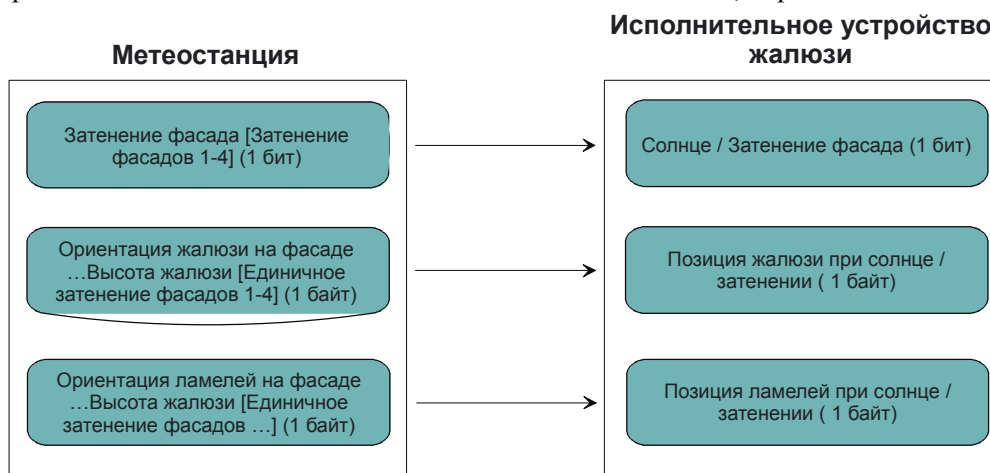 Метеостанция
Исполнительное устройство
жалюзи
Затенение фасада [Затенение
фасадов 1-4] (1 бит)
Солнце / Затенение фасада (1 бит)
Ориентация жалюзи на фасаде
…Высота жалюзи [Единичное
затенение фасадов 1-4] (1 байт)
Позиция жалюзи при солнце /
затенении ( 1 байт)
Ориентация ламелей на фасаде
…Высота жалюзи [Единичное
затенение фасадов …] (1 байт)
Позиция ламелей при солнце /
затенении ( 1 байт)